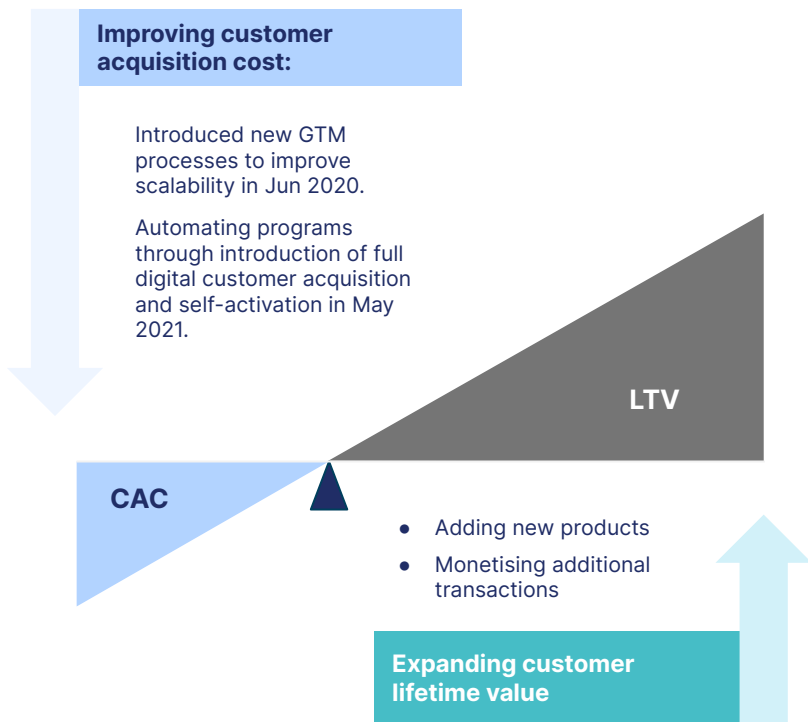 Improving customer
acquisition cost:
Introduced new GTM
processes to improve
scalability in Jun 2020.
Automating programs
through introduction of full
digital customer acquisition
and self-activation in May
2021.
LTV
CAC
● Adding new products
● Monetising additional
transactions
Expanding customer
lifetime value